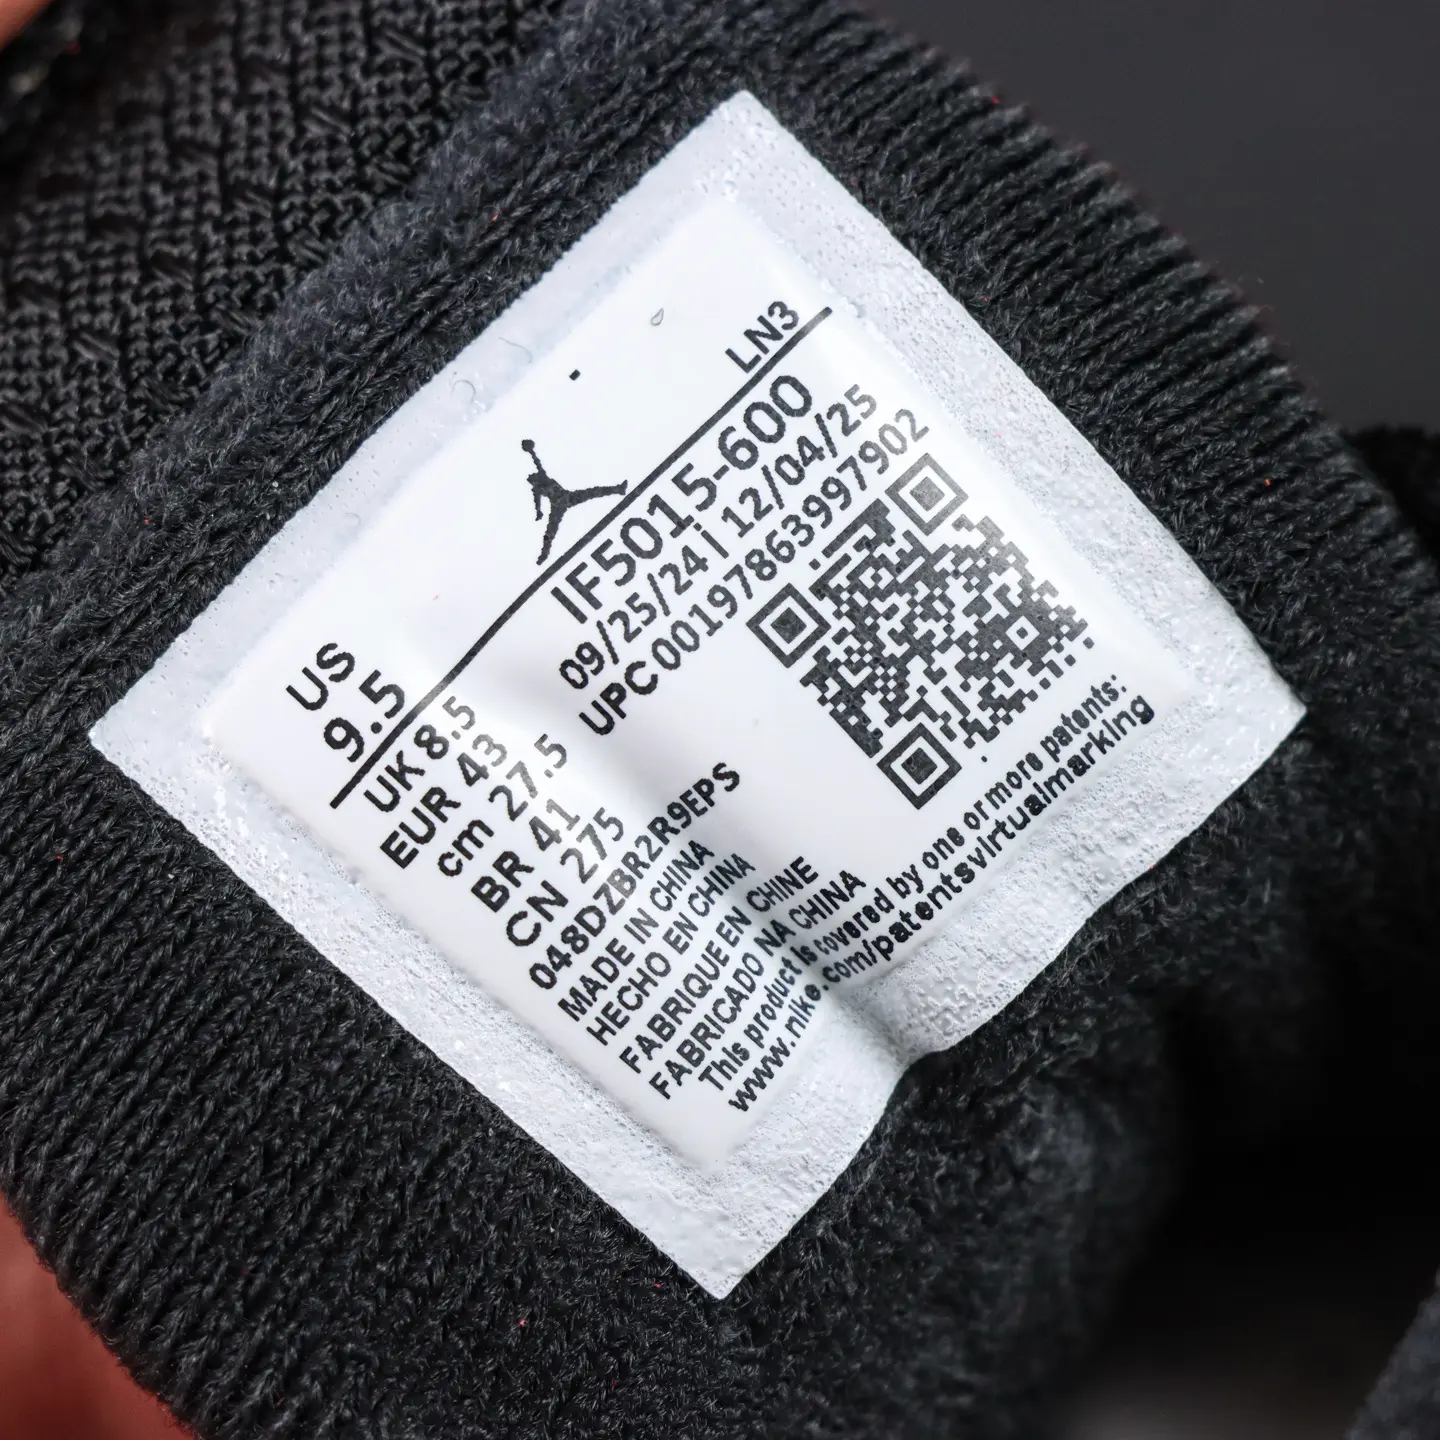 LN3
US
9.5
UK 8.5
EUR 43
cm 27.5
BR 41
CN 275
IF5015-600
09/25/24 | 12/04/25
UPC 00197863997902
048DZBR2R9EPS
MADE IN CHINA
HECHO EN CHINA
FABRIQUE EN CHINE
FABRICADO NA CHINA
This product is covered by one or more patents:
www.nike.com/patentsvirtualmarking